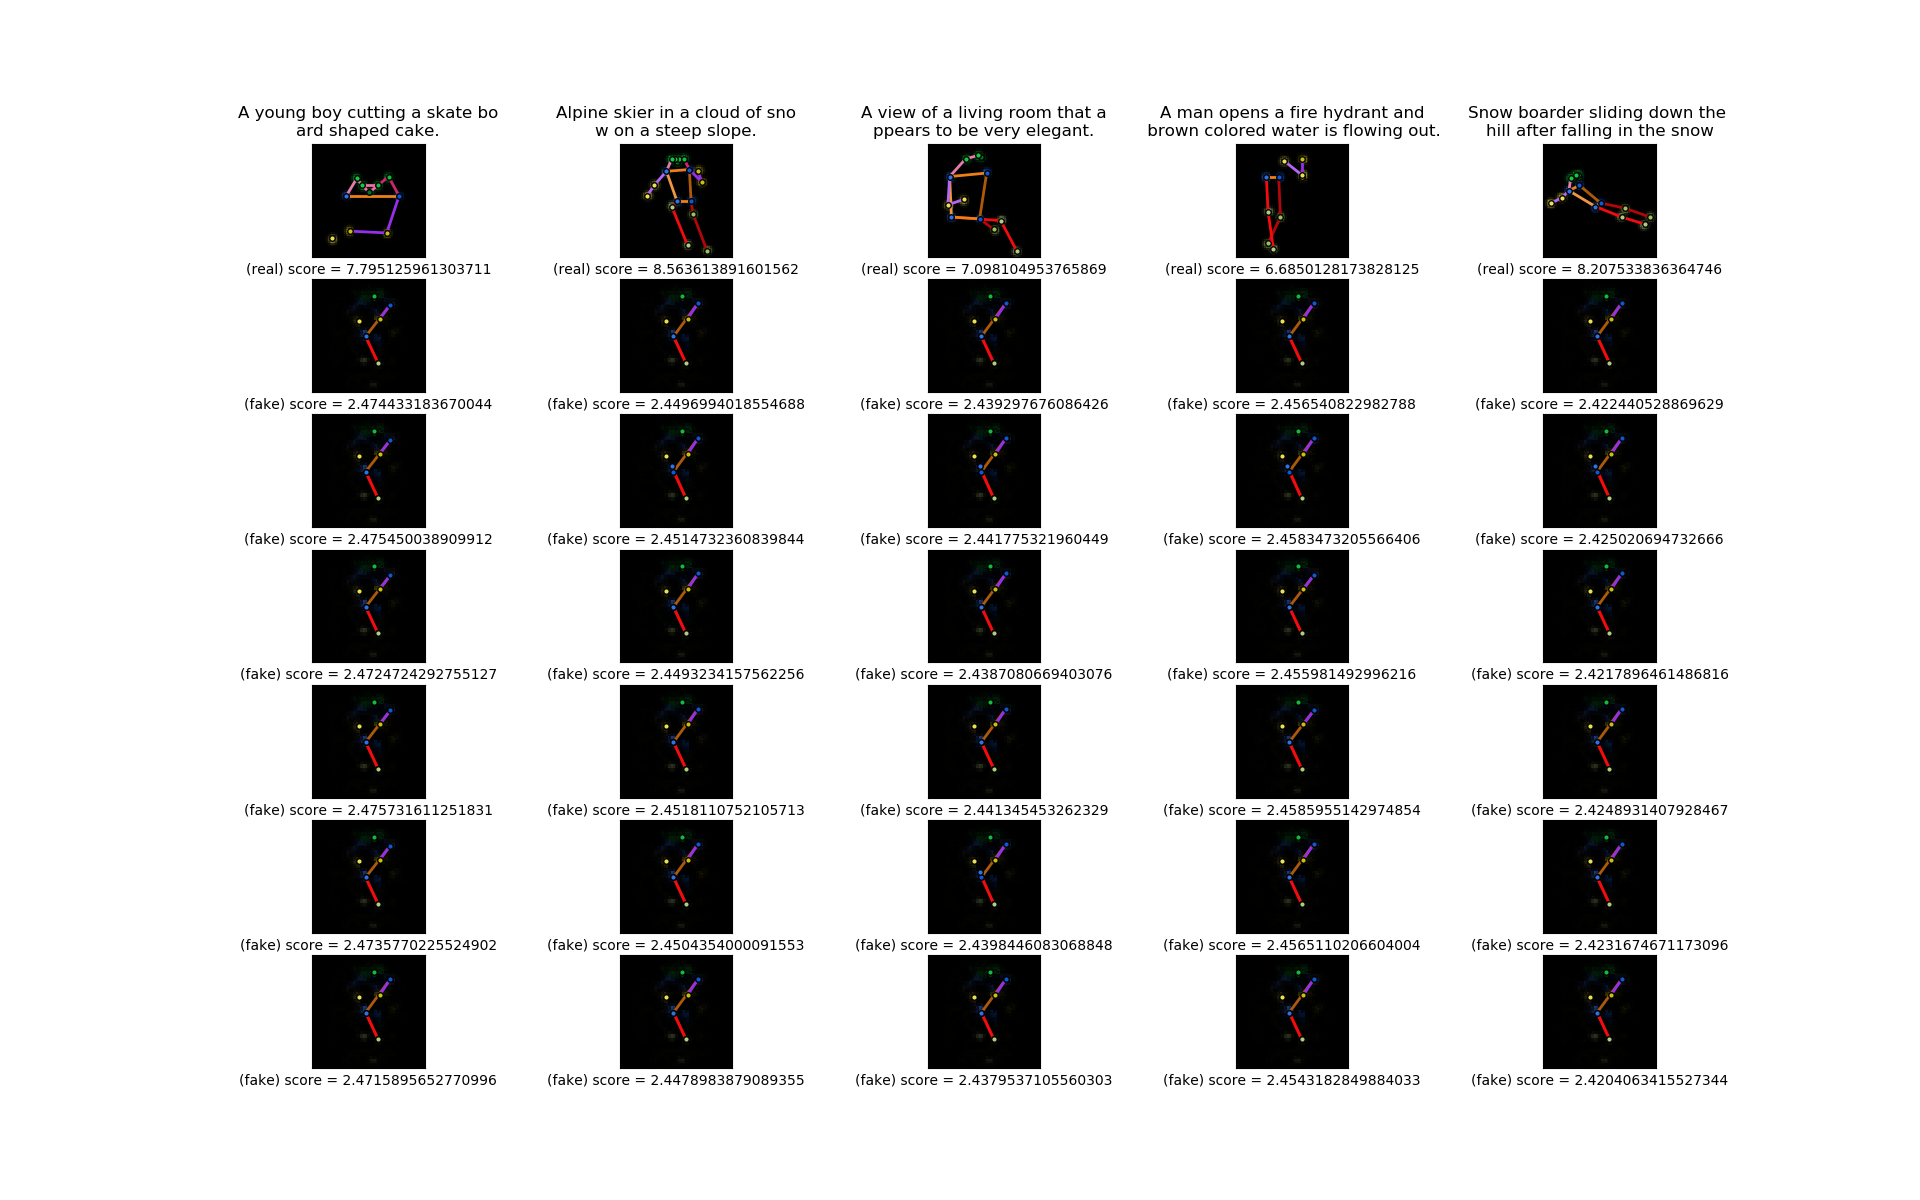 A young boy cutting a skate bo
ard shaped cake.
Alpine skier in a cloud of sno
w on a steep slope.
A view of a living room that a
ppears to be very elegant.
A man opens a fire hydrant and
brown colored water is flowing out.
Snow boarder sliding down the
hill after falling in the snow
(real) score = 7.795125961303711
(real) score = 8.563613891601562
(real) score = 7.098104953765869
(real) score = 6.6850128173828125
(real) score = 8.207533836364746
(fake) score = 2.474433183670044
(fake) score = 2.4496994018554688
(fake) score = 2.439297676086426
(fake) score = 2.456540822982788
(fake) score = 2.422440528869629
(fake) score = 2.475450038909912
(fake) score = 2.4514732360839844
(fake) score = 2.441775321960449
(fake) score = 2.4583473205566406
(fake) score = 2.425020694732666
(fake) score = 2.4724724292755127
(fake) score = 2.4493234157562256
(fake) score = 2.4387080669403076
(fake) score = 2.455981492996216
(fake) score = 2.4217896461486816
(fake) score = 2.475731611251831
(fake) score = 2.4518110752105713
(fake) score = 2.441345453262329
(fake) score = 2.4585955142974854
(fake) score = 2.4248931407928467
(fake) score = 2.4735770225524902
(fake) score = 2.4504354000091553
(fake) score = 2.4398446083068848
(fake) score = 2.4565110206604004
(fake) score = 2.4231674671173096
(fake) score = 2.4715895652770996
(fake) score = 2.4478983879089355
(fake) score = 2.4379537105560303
(fake) score = 2.4543182849884033
(fake) score = 2.4204063415527344